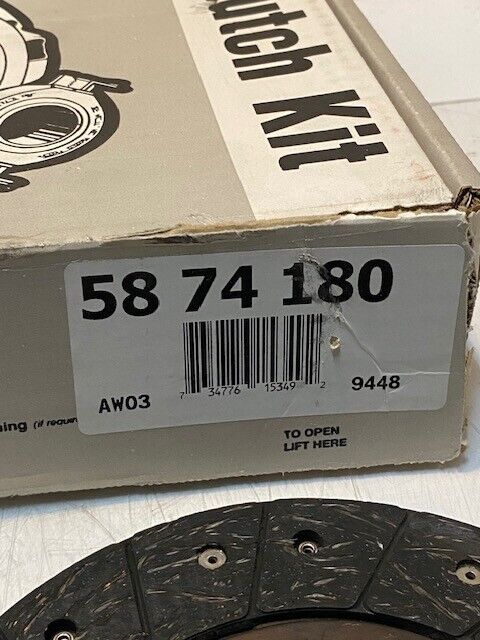 Clutch Kit
58 74 180
7 34776 15349 2
AW03
9448
TO OPEN
LIFT HERE